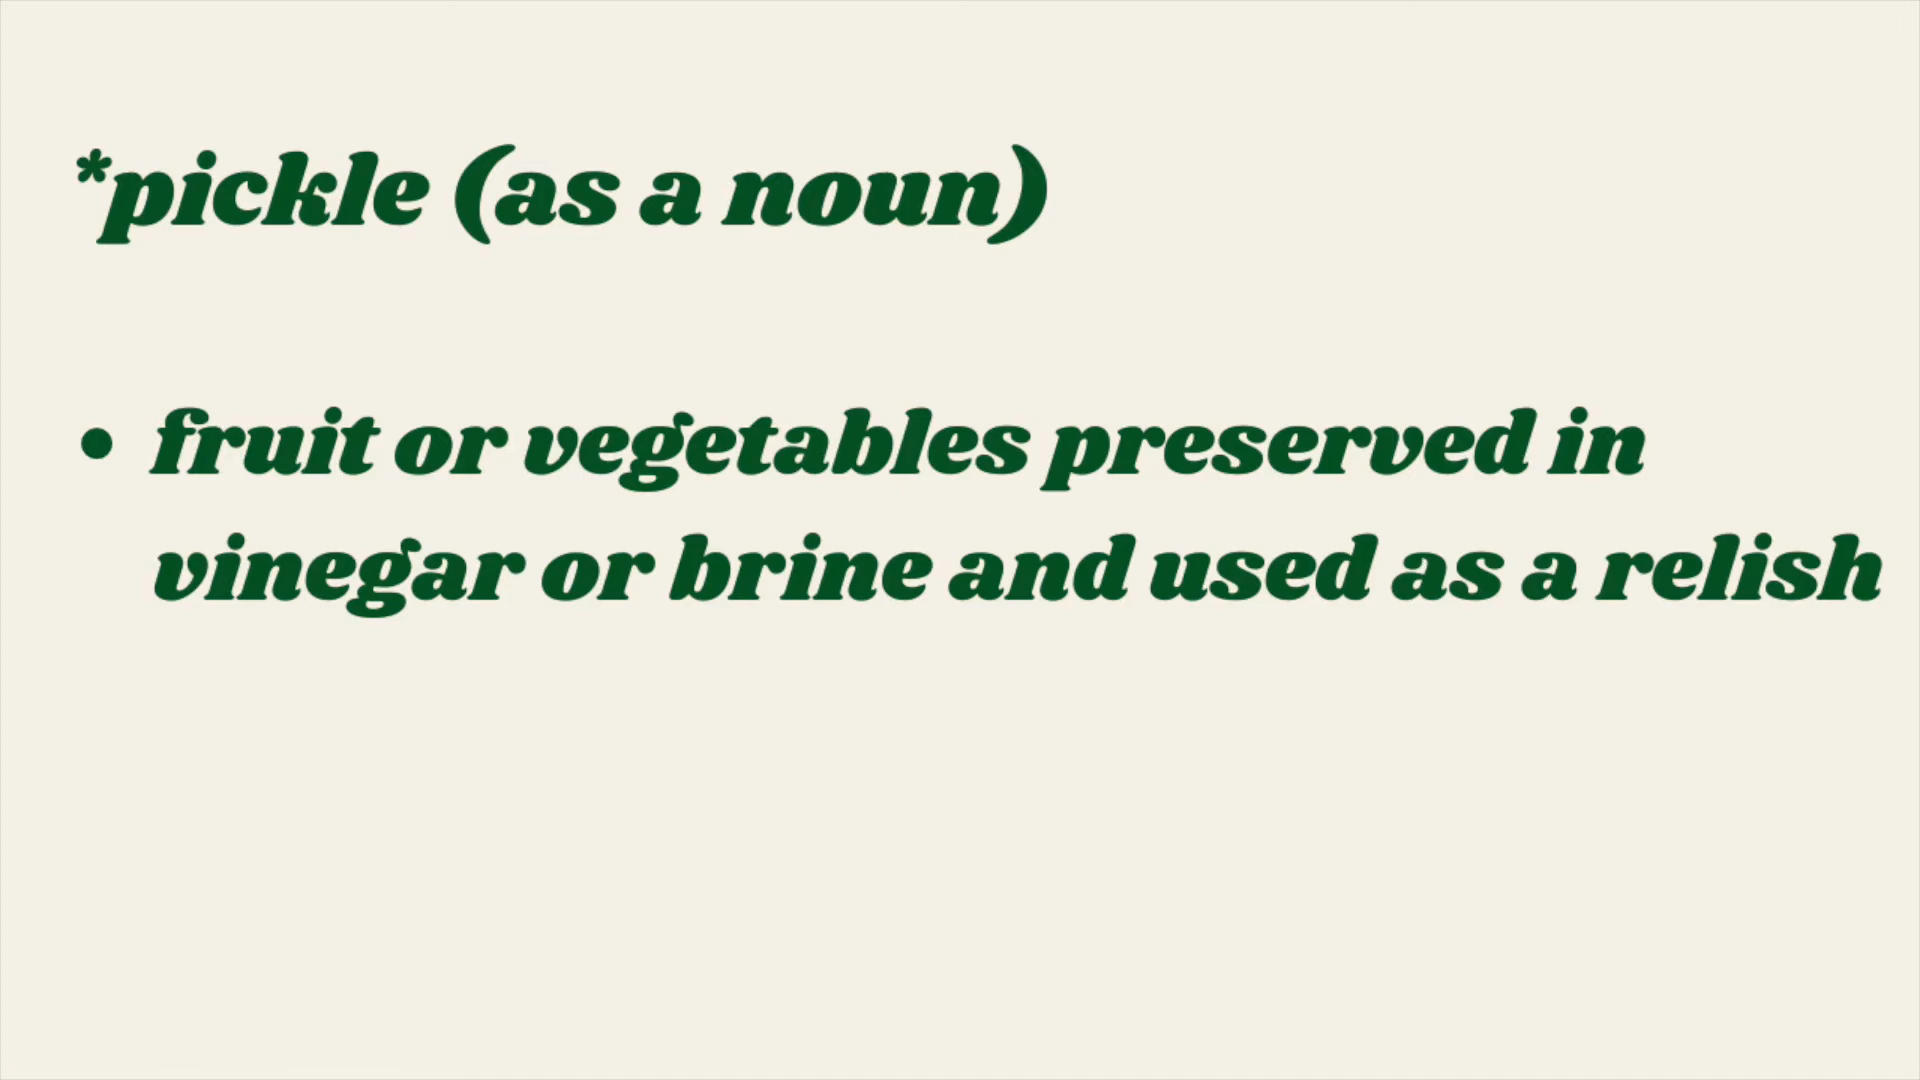 *pickle (as a noun)
• fruit or vegetables preserved in
vinegar or brine and used as a relish